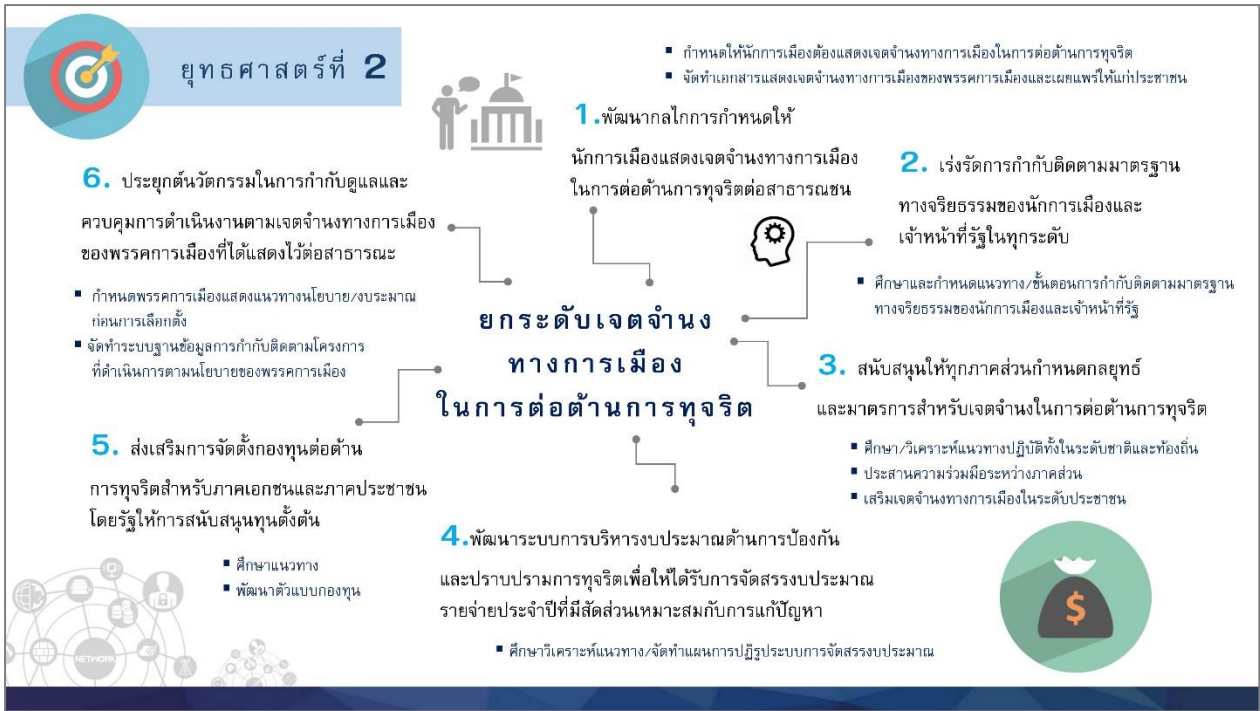 ยุทธศาสตร์ที่ 2
ยกระดับเจตจำนง
ทางการเมือง
ในการต่อต้านการทุจริต
▪ กำหนดให้นักการเมืองต้องแสดงเจตจำนงทางการเมืองในการต่อต้านการทุจริต
▪ จัดทำเอกสารแสดงเจตจำนงทางการเมืองของพรรคการเมืองและเผยแพร่ให้แก่ประชาชน
1.พัฒนากลไกการกำหนดให้
นักการเมืองแสดงเจตจำนงทางการเมือง
ในการต่อต้านการทุจริตต่อสาธารณชน
2. เร่งรัดการกำกับติดตามมาตรฐาน
ทางจริยธรรมของนักการเมืองและ
เจ้าหน้าที่รัฐในทุกระดับ
▪ ศึกษาและกำหนดแนวทาง/ขั้นตอนการกำกับติดตามมาตรฐาน
ทางจริยธรรมของนักการเมืองและเจ้าหน้าที่รัฐ
3. สนับสนุนให้ทุกภาคส่วนกำหนดกลยุทธ์
และมาตรการสำหรับเจตจำนงในการต่อต้านการทุจริต
▪ ศึกษา/วิเคราะห์แนวทางปฏิบัติทั้งในระดับชาติและท้องถิ่น
▪ ประสานความร่วมมือระหว่างภาคส่วน
▪ เสริมเจตจำนงทางการเมืองในระดับประชาชน
4.พัฒนาระบบการบริหารงบประมาณด้านการป้องกัน
และปราบปรามการทุจริตเพื่อให้ได้รับการจัดสรรงบประมาณ
รายจ่ายประจำปีที่มีสัดส่วนเหมาะสมกับการแก้ปัญหา
▪ ศึกษาวิเคราะห์แนวทาง/จัดทำแผนการปฏิรูประบบการจัดสรรงบประมาณ
5. ส่งเสริมการจัดตั้งกองทุนต่อต้าน
การทุจริตสำหรับภาคเอกชนและภาคประชาชน
โดยรัฐให้การสนับสนุนทุนตั้งต้น
▪ ศึกษาแนวทาง
▪ พัฒนาตัวแบบกองทุน
6. ประยุกต์นวัตกรรมในการกำกับดูแลและ
ควบคุมการดำเนินงานตามเจตจำนงทางการเมือง
ของพรรคการเมืองที่ได้แสดงไว้ต่อสาธารณะ
▪ กำหนดพรรคการเมืองแสดงแนวทางนโยบาย/งบประมาณ
ก่อนการเลือกตั้ง
▪ จัดทำระบบฐานข้อมูลการกำกับติดตามโครงการ
ที่ดำเนินการตามนโยบายของพรรคการเมือง
NETWORK
$